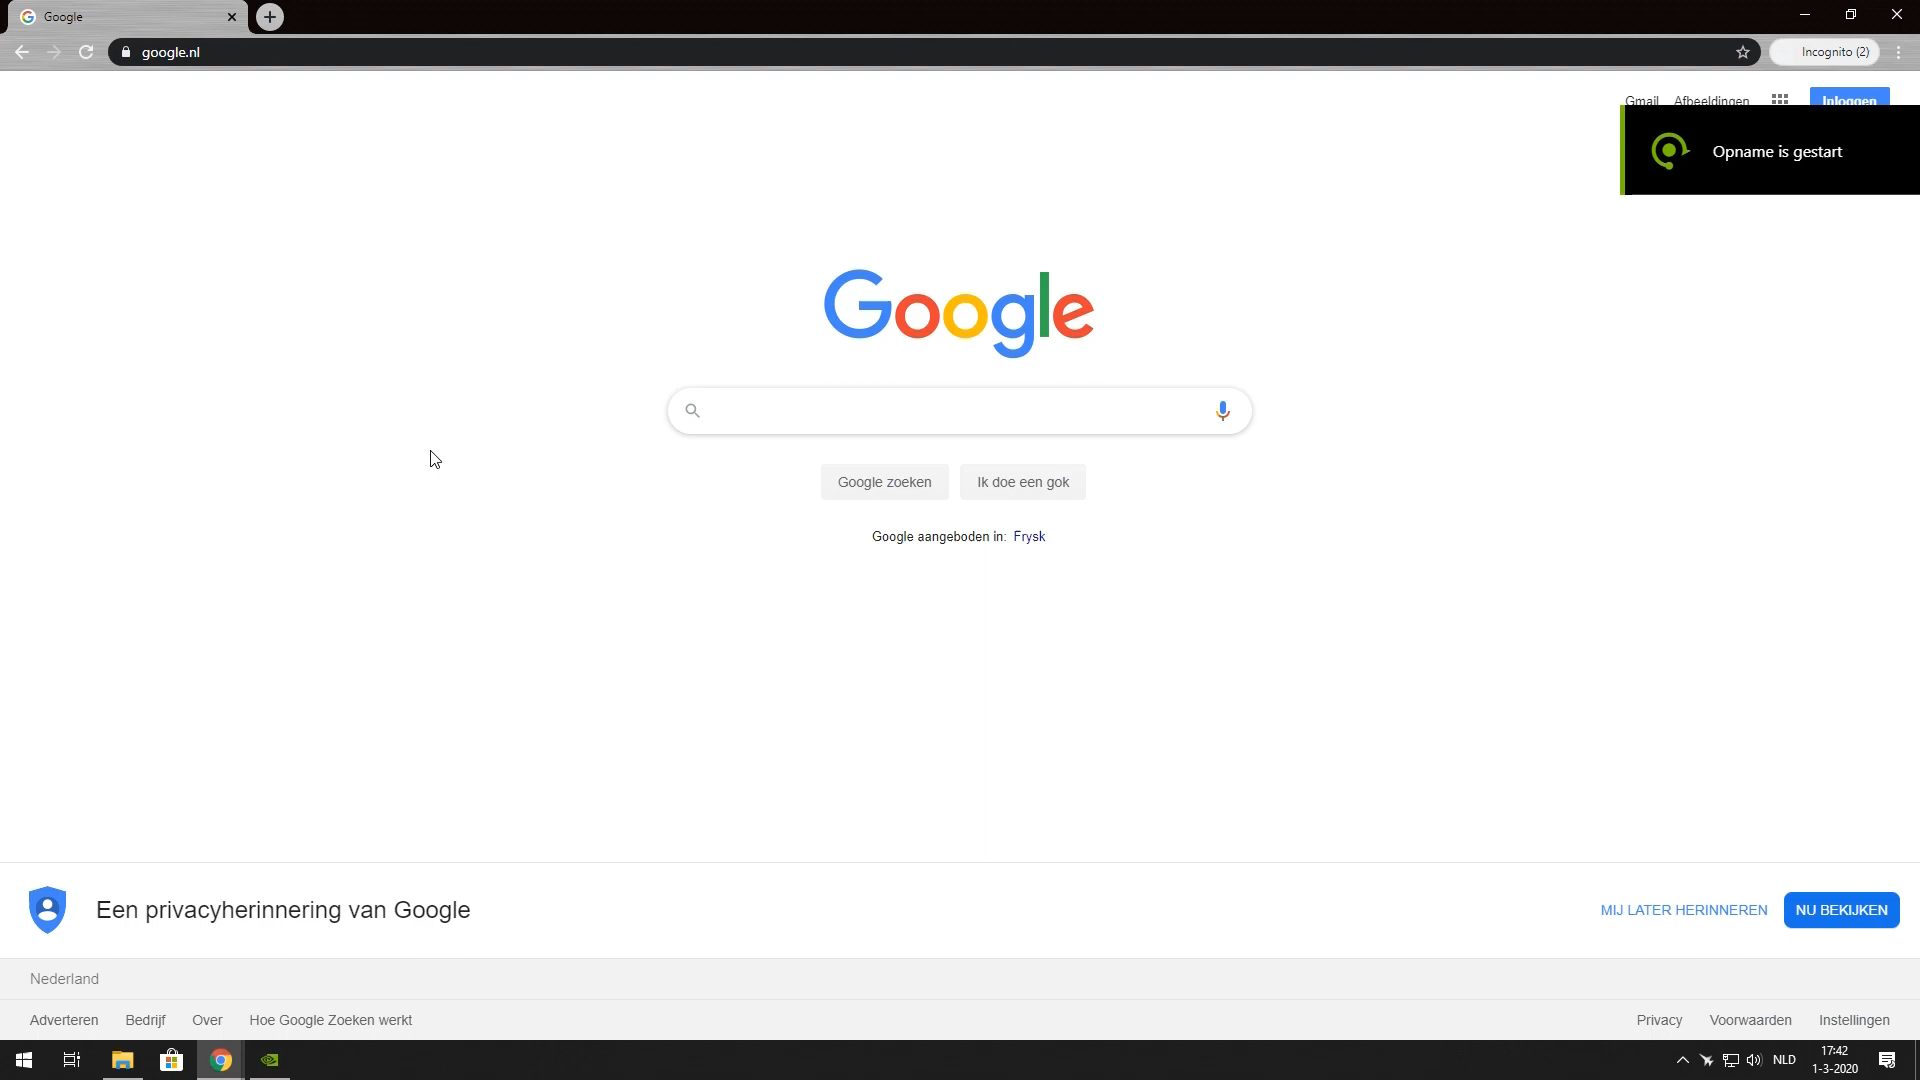 Google
google.nl
Incognito (2)
Gmail Afbeeldingen Inloggen
Opname is gestart
Google
Google zoeken Ik doe een gok
Google aangeboden in: Frysk
Een privacyherinnering van Google
MIJ LATER HERINNEREN NU BEKIJKEN
Nederland
Adverteren Bedrijf Over Hoe Google Zoeken werkt Privacy Voorwaarden Instellingen
NLD
17:42
1-3-2020